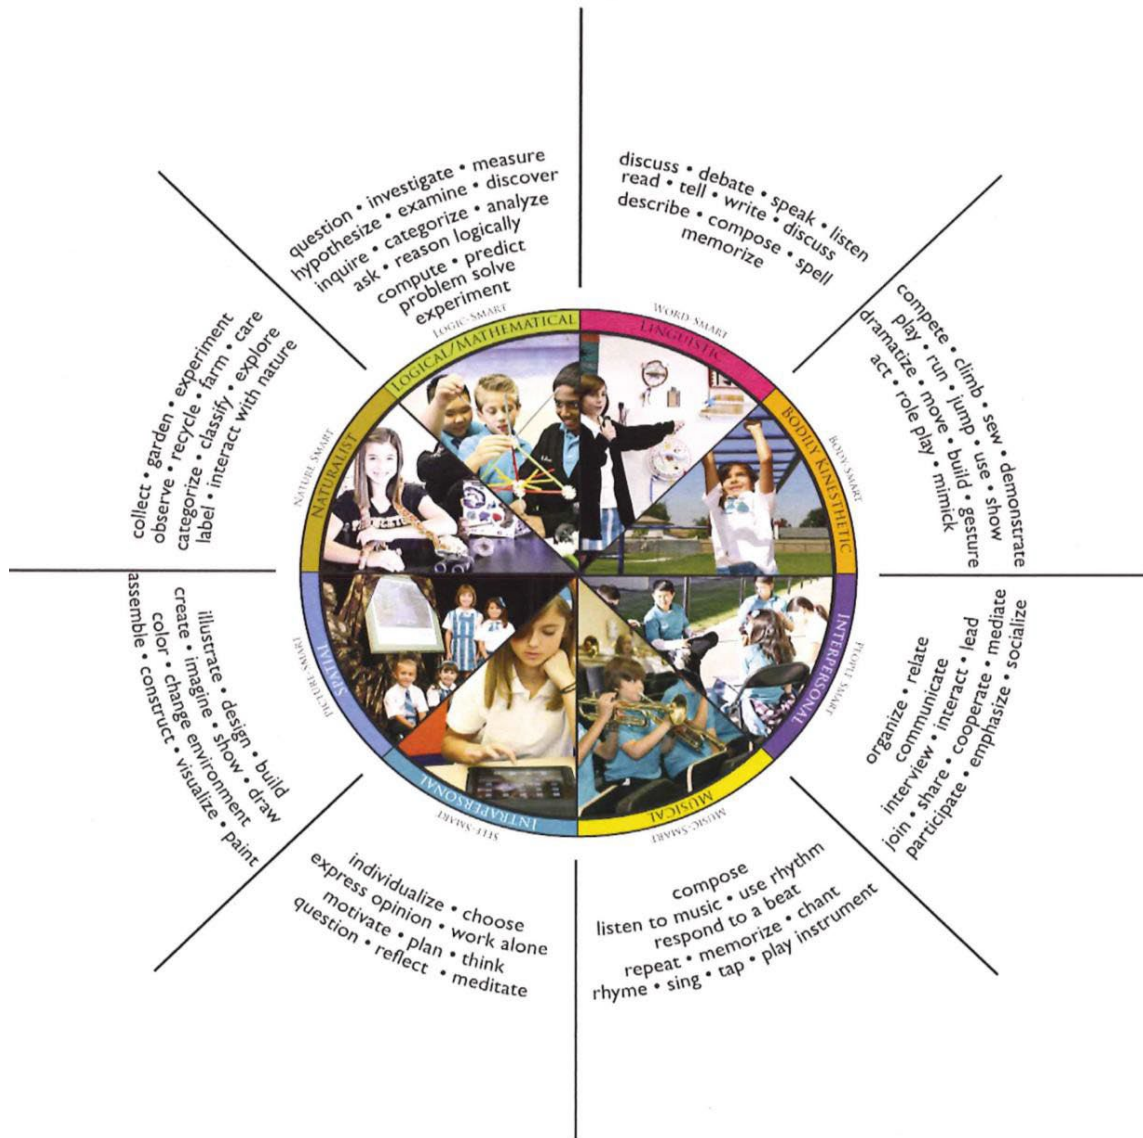 question • investigate • measure
hypothesize • examine • discover
inquire • categorize • analyze
ask • reason logically
compute • predict
problem solve
experiment
LOGIC-SMART
LOGICAL/MATHEMATICAL
discuss • debate • speak • listen
read • tell • write • discuss
describe • compose • spell
memorize
WORD-SMART
LINGUISTIC
compete • climb • sew • demonstrate
play • run • jump • use • show
dramatize • move • build • gesture
act • role play • mimick
BODY-SMART
BODILY KINESTHETIC
organize • relate
communicate
interview • interact • lead
join • share • cooperate • mediate
participate • emphasize • socialize
PEOPLE SMART
INTERPERSONAL
MUSICAL
MUSIC-SMART
compose
listen to music • use rhythm
respond to a beat
repeat • memorize • chant
rhyme • sing • tap • play instrument
INTRAPERSONAL
SELF-SMART
individualize • choose
express opinion • work alone
motivate • plan • think
question • reflect • meditate
SPATIAL
PICTURE-SMART
illustrate • design • build
create • imagine • show • draw
color • change environment
assemble • construct • visualize • paint
collect • garden • experiment
observe • recycle • farm • care
categorize • classify • explore
label • interact with nature
NATURE SMART
NATURALIST